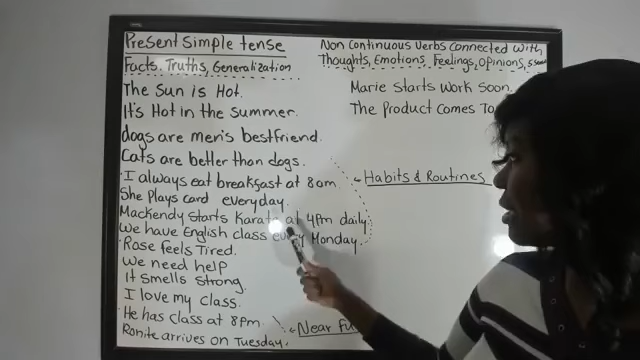 Present Simple tense
Facts. Truths, Generalization
The Sun is Hot.
It's Hot in the summer.
dogs are men's bestfriend.
Cats are better than dogs.
I always eat breakfast at 8am
She Plays card everyday.
Mackendy starts Karate at 4Pm daily
We have English class every Monday
Rose feels Tired.
We need help
It smells strong.
I love my class.
He has class at 8pm.
Ronite arrives on Tuesday.
Non Continuous Verbs Connected with
Thoughts, Emotions, Feelings, Opinions,
Marie starts work soon.
The Product Comes
Habits & Routines
Near